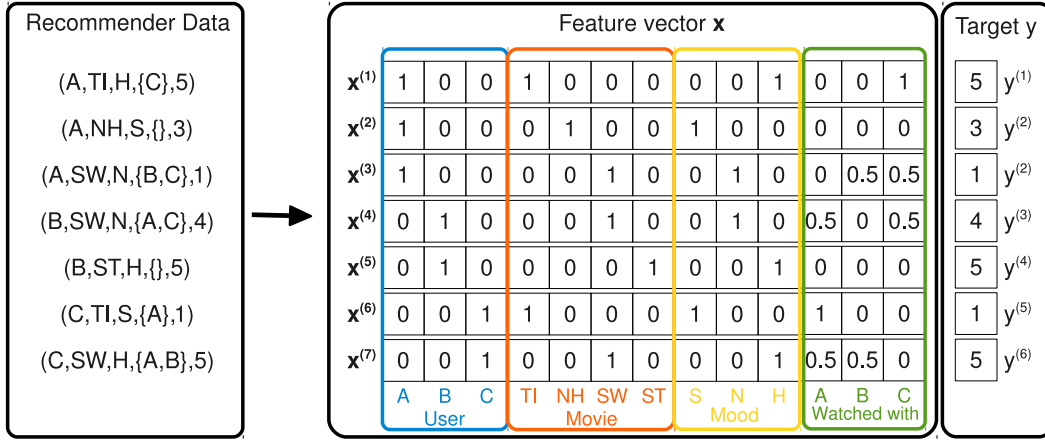 Recommender Data
(A,TI,H,{C},5)
(A,NH,S,{},3)
(A,SW,N,{B,C},1)
(B,SW,N,{A,C},4)
(B,ST,H,{},5)
(C,TI,S,{A},1)
(C,SW,H,{A,B},5)
Feature vector x
x(1) 1 0 0 1 0 0 0 0 0 1 0 0 1
x(2) 1 0 0 0 1 0 0 1 0 0 0 0 0
x(3) 1 0 0 0 0 1 0 0 1 0 0 0.5 0.5
x(4) 0 1 0 0 0 1 0 0 1 0 0.5 0 0.5
x(5) 0 1 0 0 0 0 1 0 0 1 0 0 0
x(6) 0 0 1 1 0 0 0 1 0 0 1 0 0
x(7) 0 0 1 0 0 1 0 0 0 1 0.5 0.5 0
A B C TI NH SW ST S N H A B C
User Movie Mood Watched with
Target y
5 y(1)
3 y(2)
1 y(2)
4 y(3)
5 y(4)
1 y(5)
5 y(6)